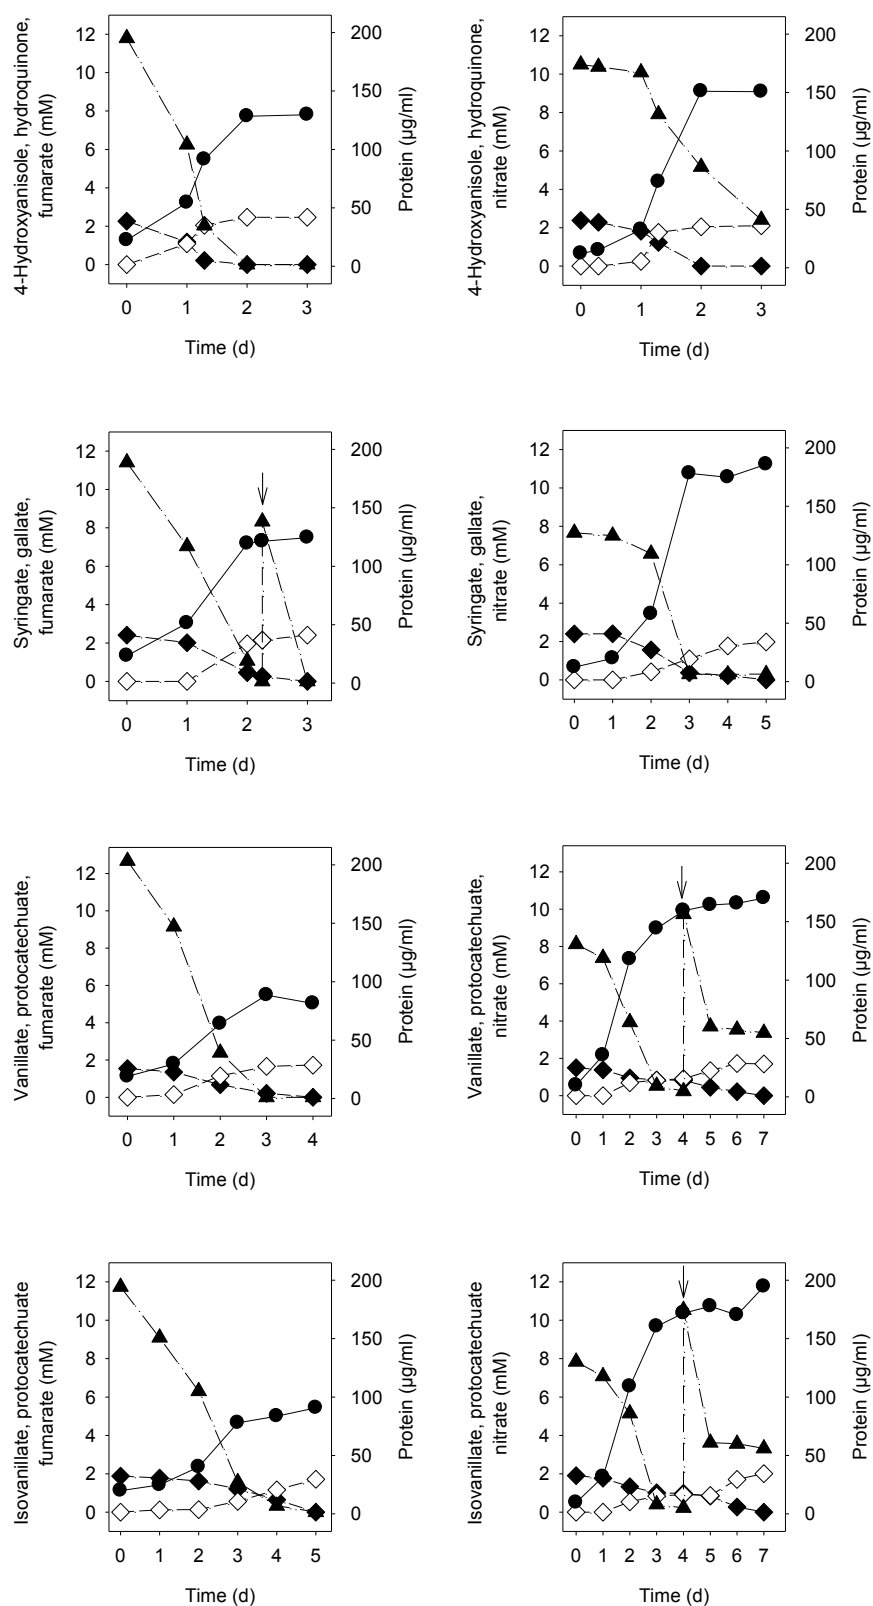 4-Hydroxyanisole, hydroquinone,
fumarate (mM)
12
10
8
6
4
2
0
200
150
100
50
0
Protein (µg/ml)
0 1 2 3
Time (d)
4-Hydroxyanisole, hydroquinone,
nitrate (mM)
12
10
8
6
4
2
0
200
150
100
50
0
Protein (µg/ml)
0 1 2 3
Time (d)
Syringate, gallate,
fumarate (mM)
12
10
8
6
4
2
0
200
150
100
50
0
Protein (µg/ml)
0 1 2 3
Time (d)
Syringate, gallate,
nitrate (mM)
12
10
8
6
4
2
0
200
150
100
50
0
Protein (µg/ml)
0 1 2 3 4 5
Time (d)
Vanillate, protocatechuate,
fumarate (mM)
12
10
8
6
4
2
0
200
150
100
50
0
Protein (µg/ml)
0 1 2 3 4
Time (d)
Vanillate, protocatechuate,
nitrate (mM)
12
10
8
6
4
2
0
200
150
100
50
0
Protein (µg/ml)
0 1 2 3 4 5 6 7
Time (d)
Isovanillate, protocatechuate
fumarate (mM)
12
10
8
6
4
2
0
200
150
100
50
0
Protein (µg/ml)
0 1 2 3 4 5
Time (d)
Isovanillate, protocatechuate
nitrate (mM)
12
10
8
6
4
2
0
200
150
100
50
0
Protein (µg/ml)
0 1 2 3 4 5 6 7
Time (d)